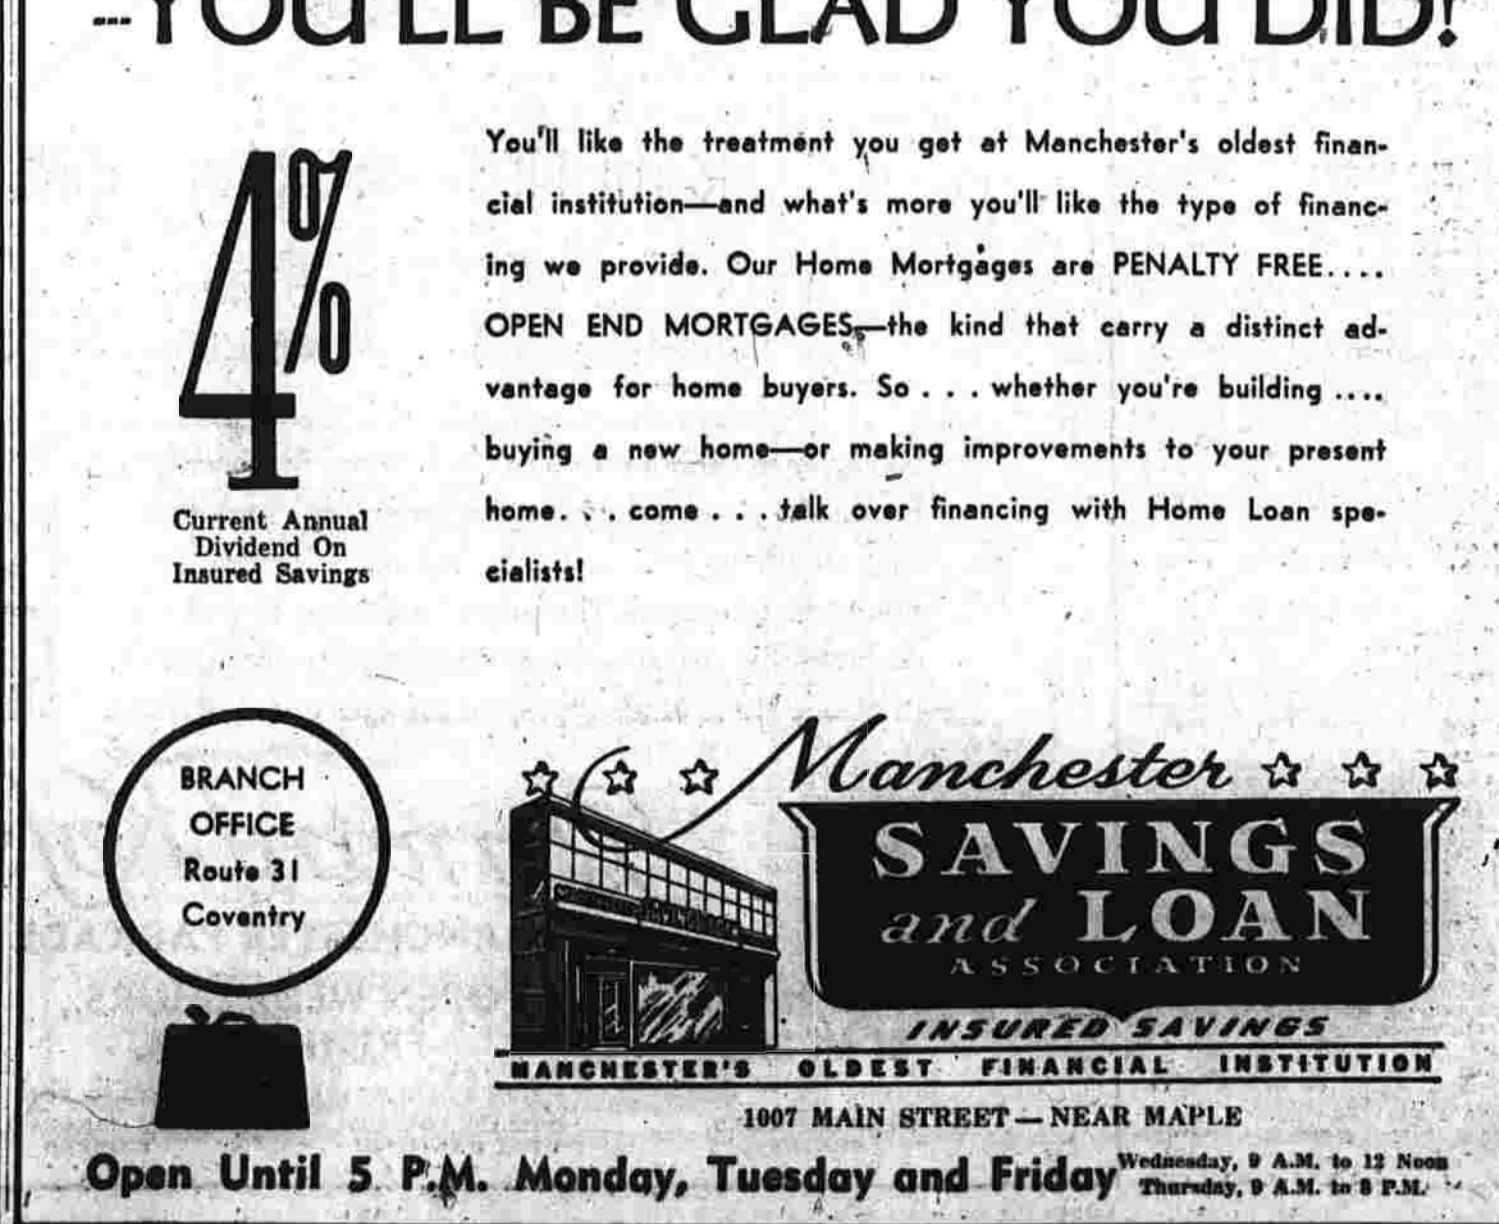 ---YOU'LL BE GLAD YOU DID!
4%
Current Annual
Dividend On
Insured Savings
You'll like the treatment you get at Manchester's oldest finan-
cial institution—and what's more you'll like the type of financ-
ing we provide. Our Home Mortgages are PENALTY FREE....
OPEN END MORTGAGES,—the kind that carry a distinct ad-
vantage for home buyers. So . . . whether you're building ....
buying a new home—or making improvements to your present
home. . . come . . . talk over financing with Home Loan spe-
cialists!
BRANCH
OFFICE
Route 31
Coventry
Manchester
SAVINGS
and LOAN
ASSOCIATION
INSURED SAVINGS
MANCHESTER'S OLDEST FINANCIAL INSTITUTION
1007 MAIN STREET — NEAR MAPLE
Open Until 5 P.M. Monday, Tuesday and Friday
Wednesday, 9 A.M. to 12 Noon
Thursday, 9 A.M. to 8 P.M.